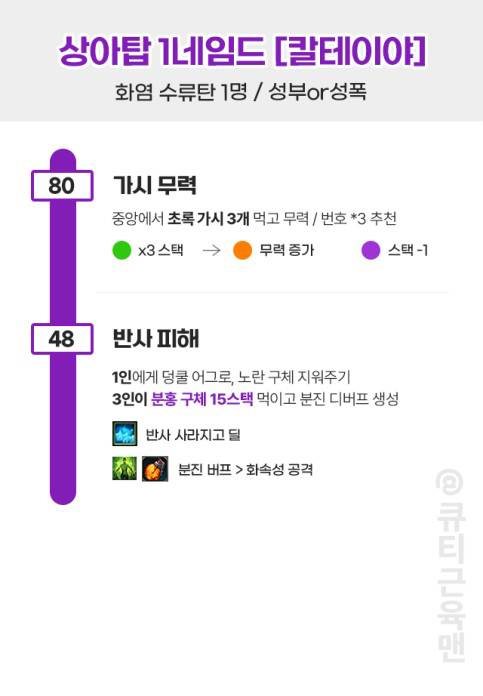 상아탑 1네임드 [칼테이야]
화염 수류탄 1명 / 성부or성폭
80
가시 무력
중앙에서 초록 가시 3개 먹고 무력 / 번호 *3 추천
x3 스택 → 무력 증가 스택 -1
48
반사 피해
1인에게 덩쿨 어그로, 노란 구체 지워주기
3인이 분홍 구체 15스택 먹이고 분진 디버프 생성
반사 사라지고 딜
분진 버프 > 화속성 공격
@큐티교육맨